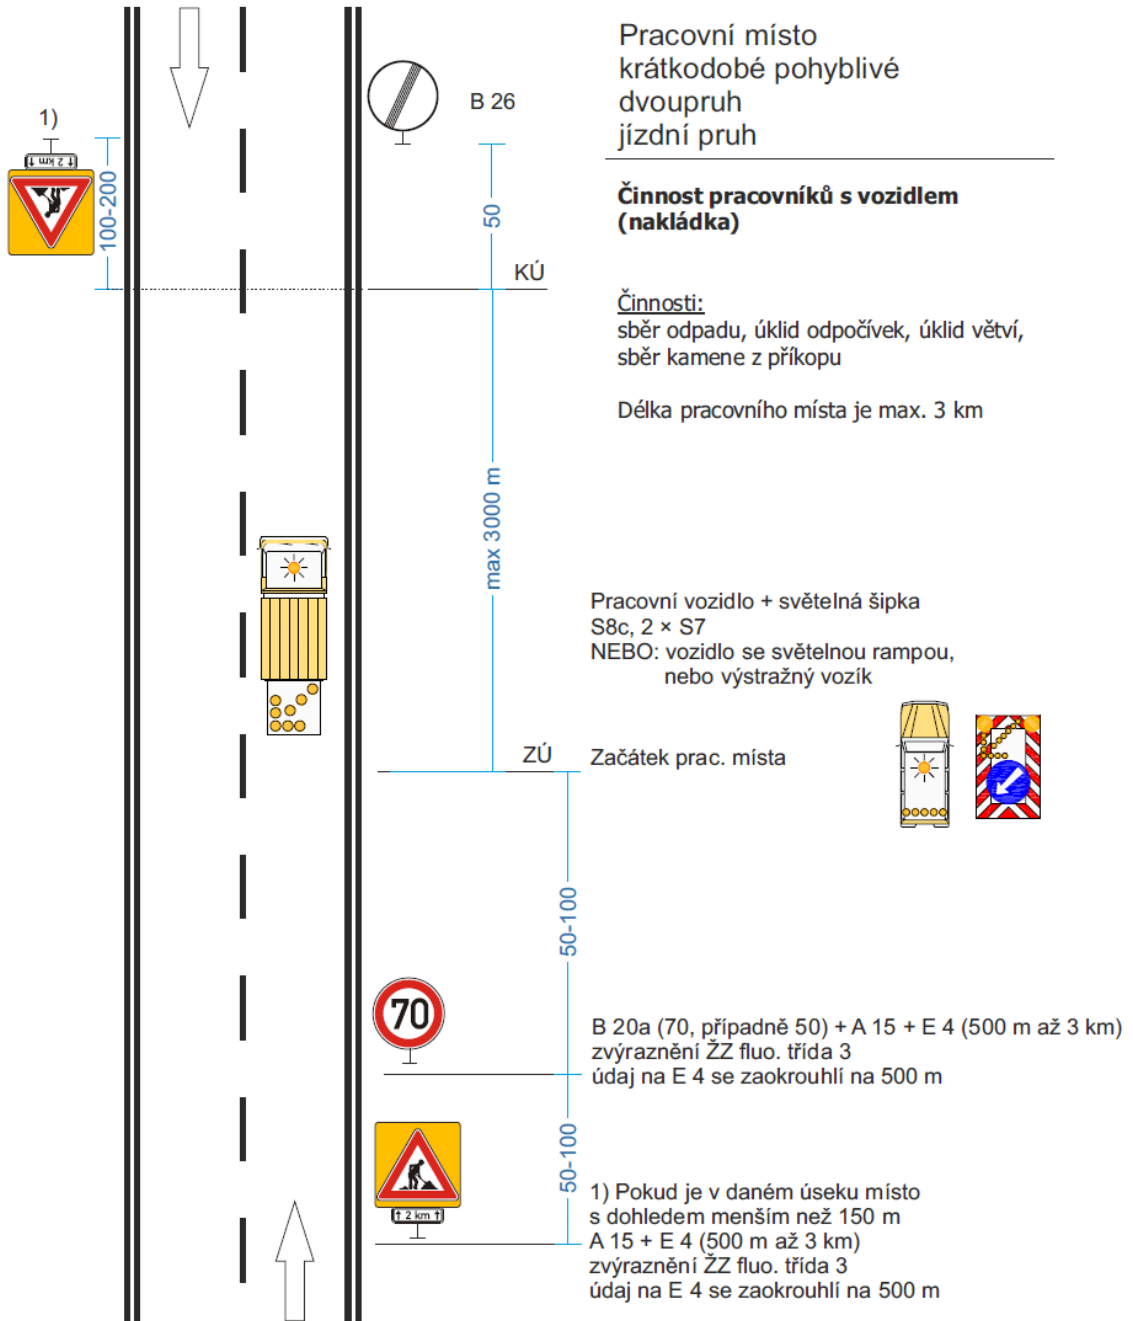 Pracovní místo
krátkodobé pohyblivé
dvoupruh
jízdní pruh
B 26
1)
↑ 2 km ↑
100-200
50
KÚ
Činnost pracovníků s vozidlem
(nakládka)
Činnosti:
sběr odpadu, úklid odpočívek, úklid větví,
sběr kamene z příkopu
Délka pracovního místa je max. 3 km
max 3000 m
Pracovní vozidlo + světelná šipka
S8c, 2 × S7
NEBO: vozidlo se světelnou rampou,
nebo výstražný vozík
ZÚ
Začátek prac. místa
50-100
70
B 20a (70, případně 50) + A 15 + E 4 (500 m až 3 km)
zvýraznění ŽZ fluo. třída 3
údaj na E 4 se zaokrouhlí na 500 m
50-100
↑ 2 km ↑
1) Pokud je v daném úseku místo
s dohledem menším než 150 m
A 15 + E 4 (500 m až 3 km)
zvýraznění ŽZ fluo. třída 3
údaj na E 4 se zaokrouhlí na 500 m